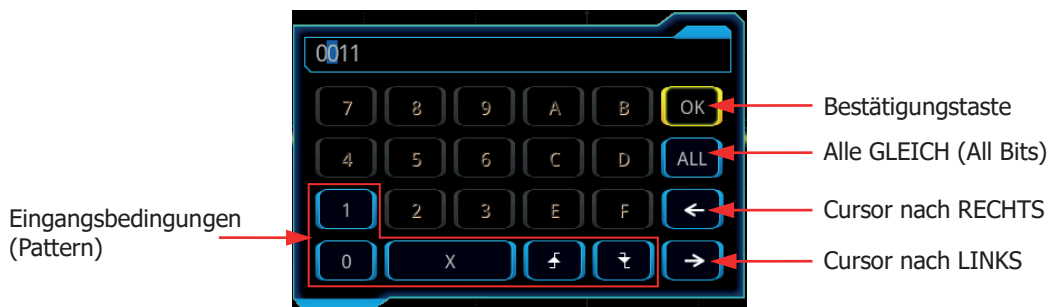 0011
7 8 9 A B OK
Bestätigungstaste
4 5 6 C D ALL
Alle GLEICH (All Bits)
1 2 3 E F ←
Cursor nach RECHTS
Eingangsbedingungen
(Pattern)
0 X →
Cursor nach LINKS